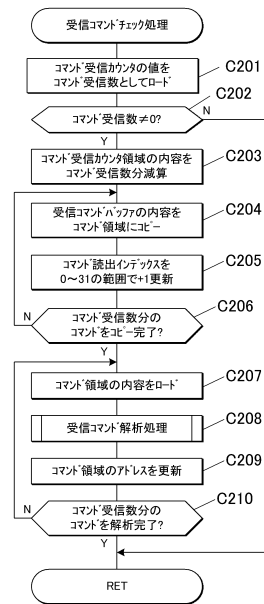 受信コマンドチェック処理
コマンド受信カウンタの値を
コマンド受信数としてロード
C201
C202
コマンド受信数≠0?
N
Y
コマンド受信カウンタ領域の内容を
コマンド受信数分減算
C203
受信コマンドバッファの内容を
コマンド領域にコピー
C204
コマンド読出インデックスを
0～31の範囲で+1更新
C205
C206
コマンド受信数分の
コマンドをコピー完了?
N
Y
コマンド領域の内容をロード
C207
受信コマンド解析処理
C208
コマンド領域のアドレスを更新
C209
C210
コマンド受信数分の
コマンドを解析完了?
N
Y
RET